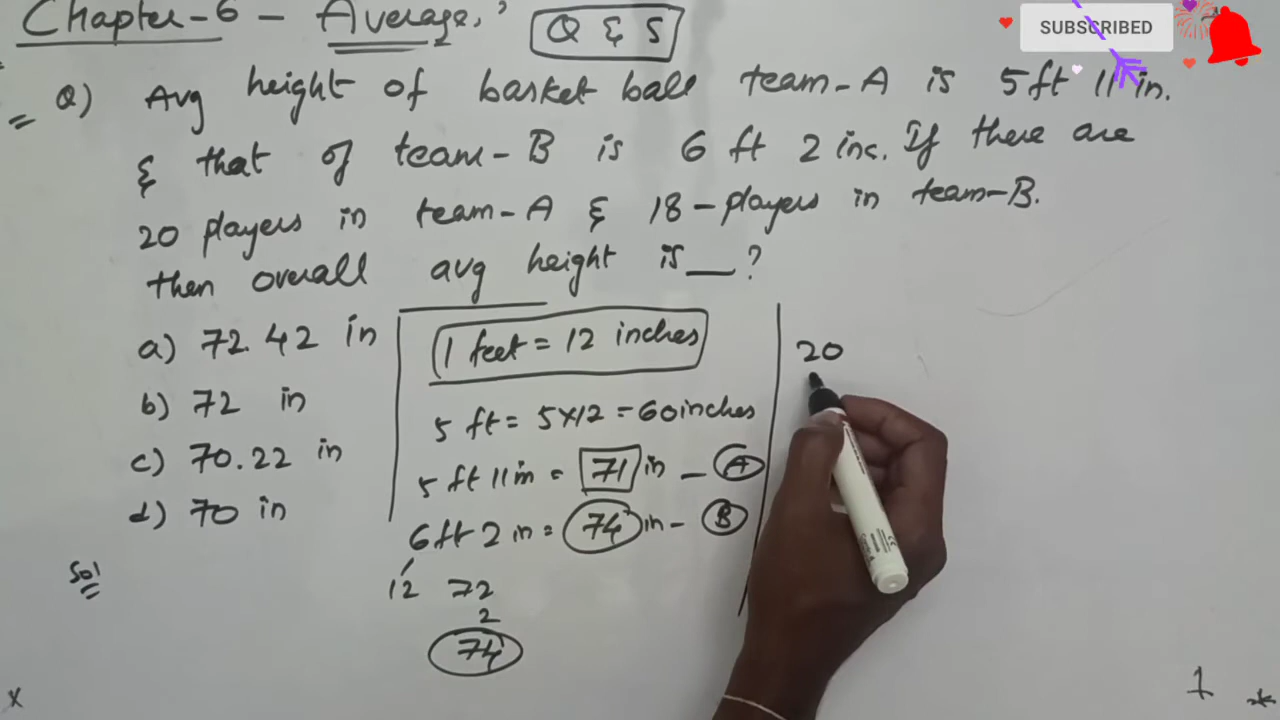 Chapter-6 - Average,
Q & S
SUBSCRIBED
Q) Avg height of basket ball team-A is 5ft 11 in.
& that of team-B is 6 ft 2 inc. If there are
20 players in team-A & 18-players in team-B.
then overall avg height is__?
a) 72.42 in
b) 72 in
c) 70.22 in
d) 70 in
Sol
1 feet = 12 inches
5 ft = 5×12 = 60 inches
5 ft 11 in = 71 in - A
6 ft 2 in = 74 in - B
12 72
2
74
20
1